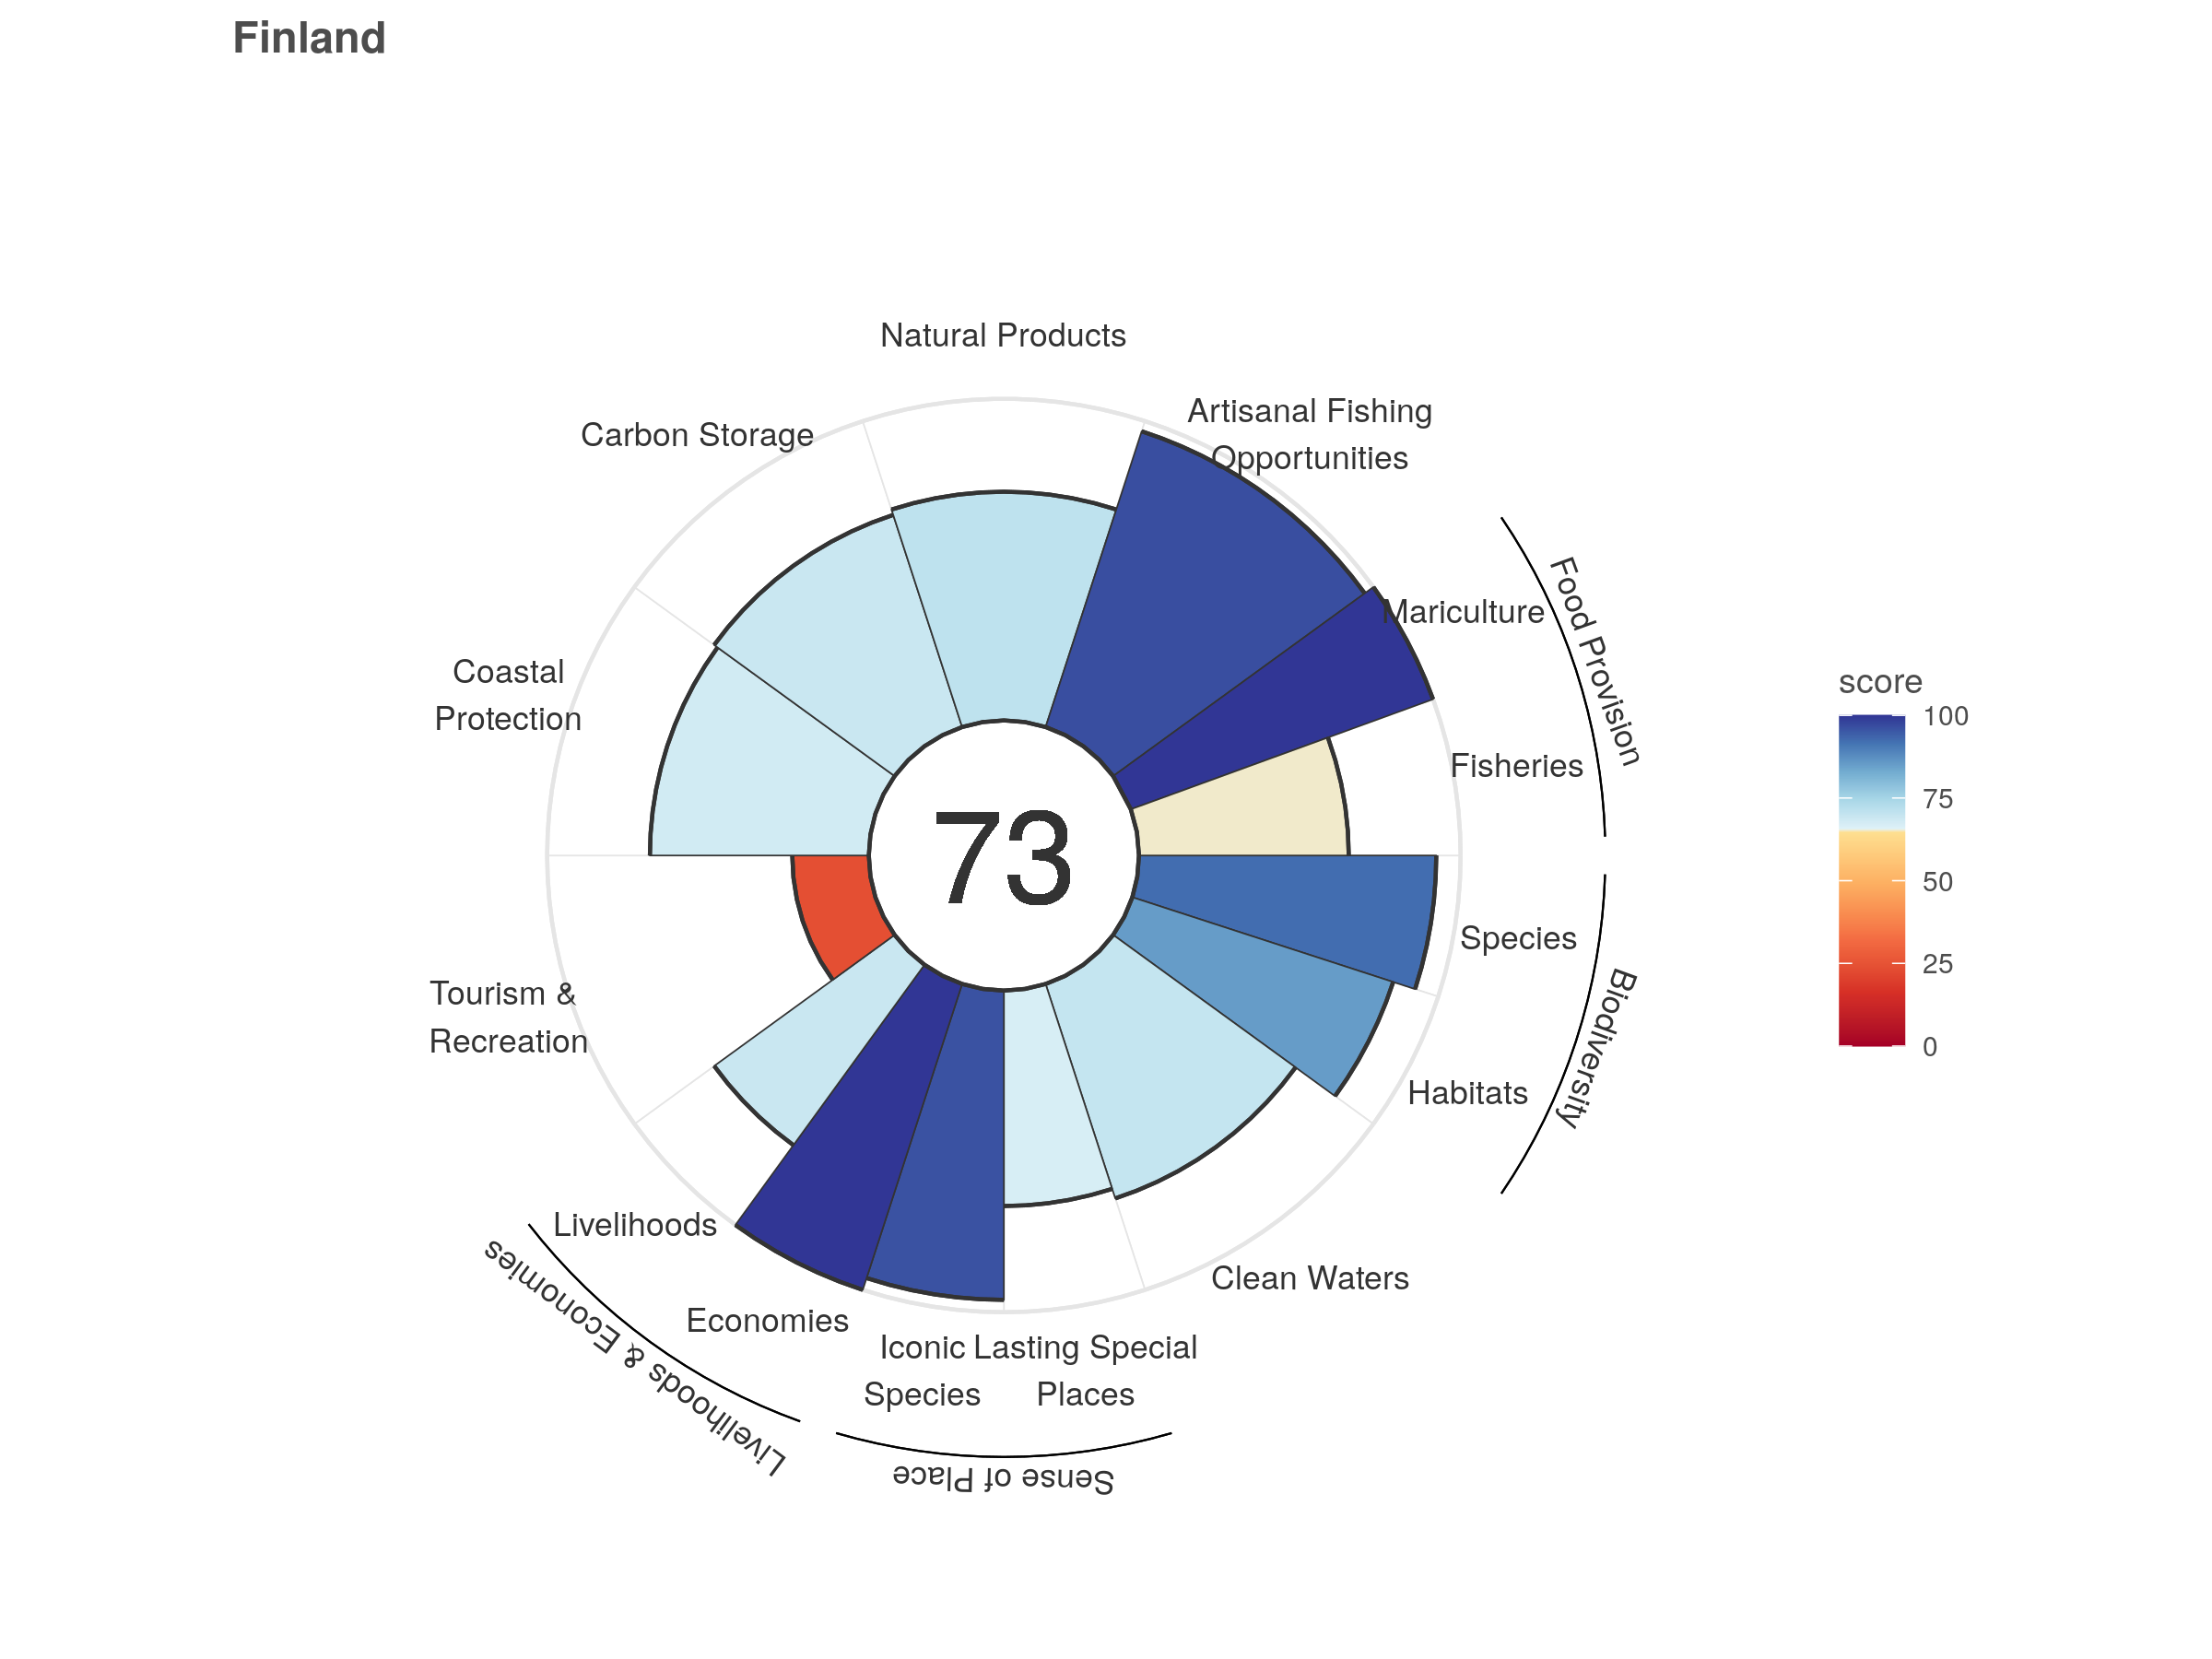 Finland
Natural Products
Artisanal Fishing
Opportunities
Carbon Storage
Mariculture
Food Provision
Coastal
Protection
Fisheries
73
Species
Biodiversity
Habitats
Tourism &
Recreation
Clean Waters
Livelihoods
Economies
Livelihoods & Economies
Iconic
Species
Lasting Special
Places
Sense of Place
score
100
75
50
25
0